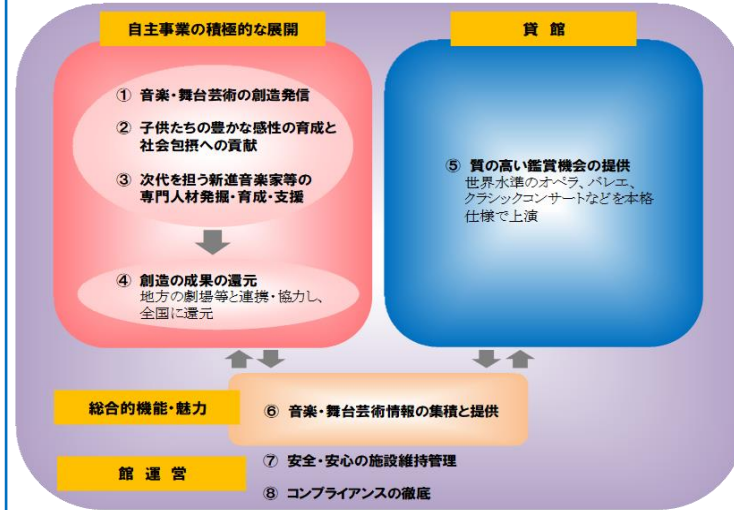 自主事業の積極的な展開
① 音楽・舞台芸術の創造発信
② 子供たちの豊かな感性の育成と
社会包摂への貢献
③ 次代を担う新進音楽家等の
専門人材発掘・育成・支援
④ 創造の成果の還元
地方の劇場等と連携・協力し、
全国に還元
貸館
⑤ 質の高い鑑賞機会の提供
世界水準のオペラ、バレエ、
クラシックコンサートなどを本格
仕様で上演
総合的機能・魅力
⑥ 音楽・舞台芸術情報の集積と提供
館運営
⑦ 安全・安心の施設維持管理
⑧ コンプライアンスの徹底